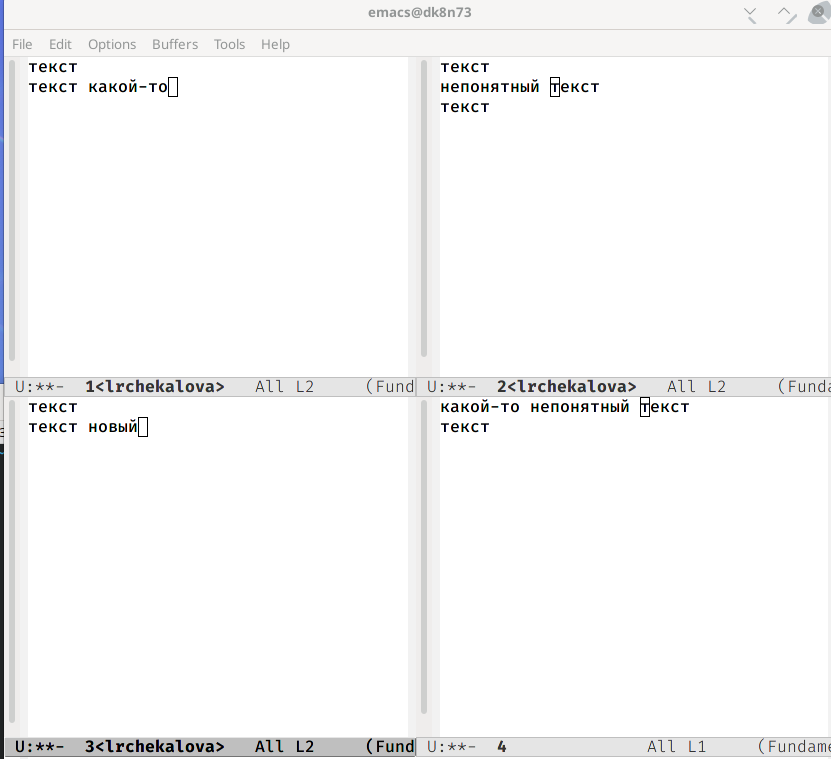 emacs@dk8n73
File Edit Options Buffers Tools Help
текст
текст какой-то
U:**- 1<lrchekalova> All L2 (Fund
текст
непонятный текст
текст
U:**- 2<lrchekalova> All L2 (Funda
текст
текст новый
U:**- 3<lrchekalova> All L2 (Fund
какой-то непонятный текст
текст
U:**- 4 All L1 (Fundame